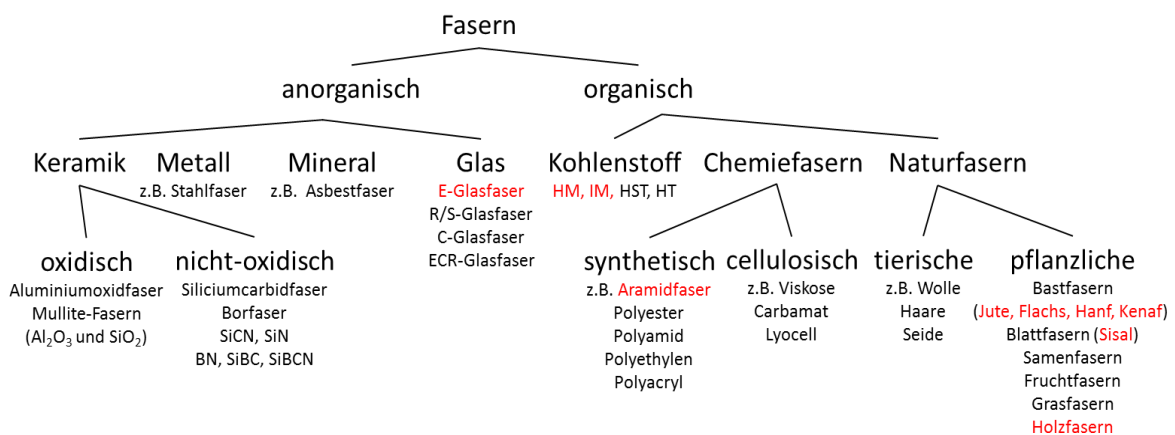 Fasern
anorganisch
organisch
Keramik
Metall
z.B. Stahlfaser
Mineral
z.B. Asbestfaser
Glas
E-Glasfaser
R/S-Glasfaser
C-Glasfaser
ECR-Glasfaser
Kohlenstoff
HM, IM, HST, HT
Chemiefasern
Naturfasern
oxidisch
Aluminiumoxidfaser
Mullite-Fasern
(Al₂O₃ und SiO₂)
nicht-oxidisch
Siliciumcarbidfaser
Borfaser
SiCN, SiN
BN, SiBC, SiBCN
synthetisch
z.B. Aramidfaser
Polyester
Polyamid
Polyethylen
Polyacryl
cellulosisch
z.B. Viskose
Carbamat
Lyocell
tierische
z.B. Wolle
Haare
Seide
pflanzliche
Bastfasern
(Jute, Flachs, Hanf, Kenaf)
Blattfasern (Sisal)
Samenfasern
Fruchtfasern
Grasfasern
Holzfasern